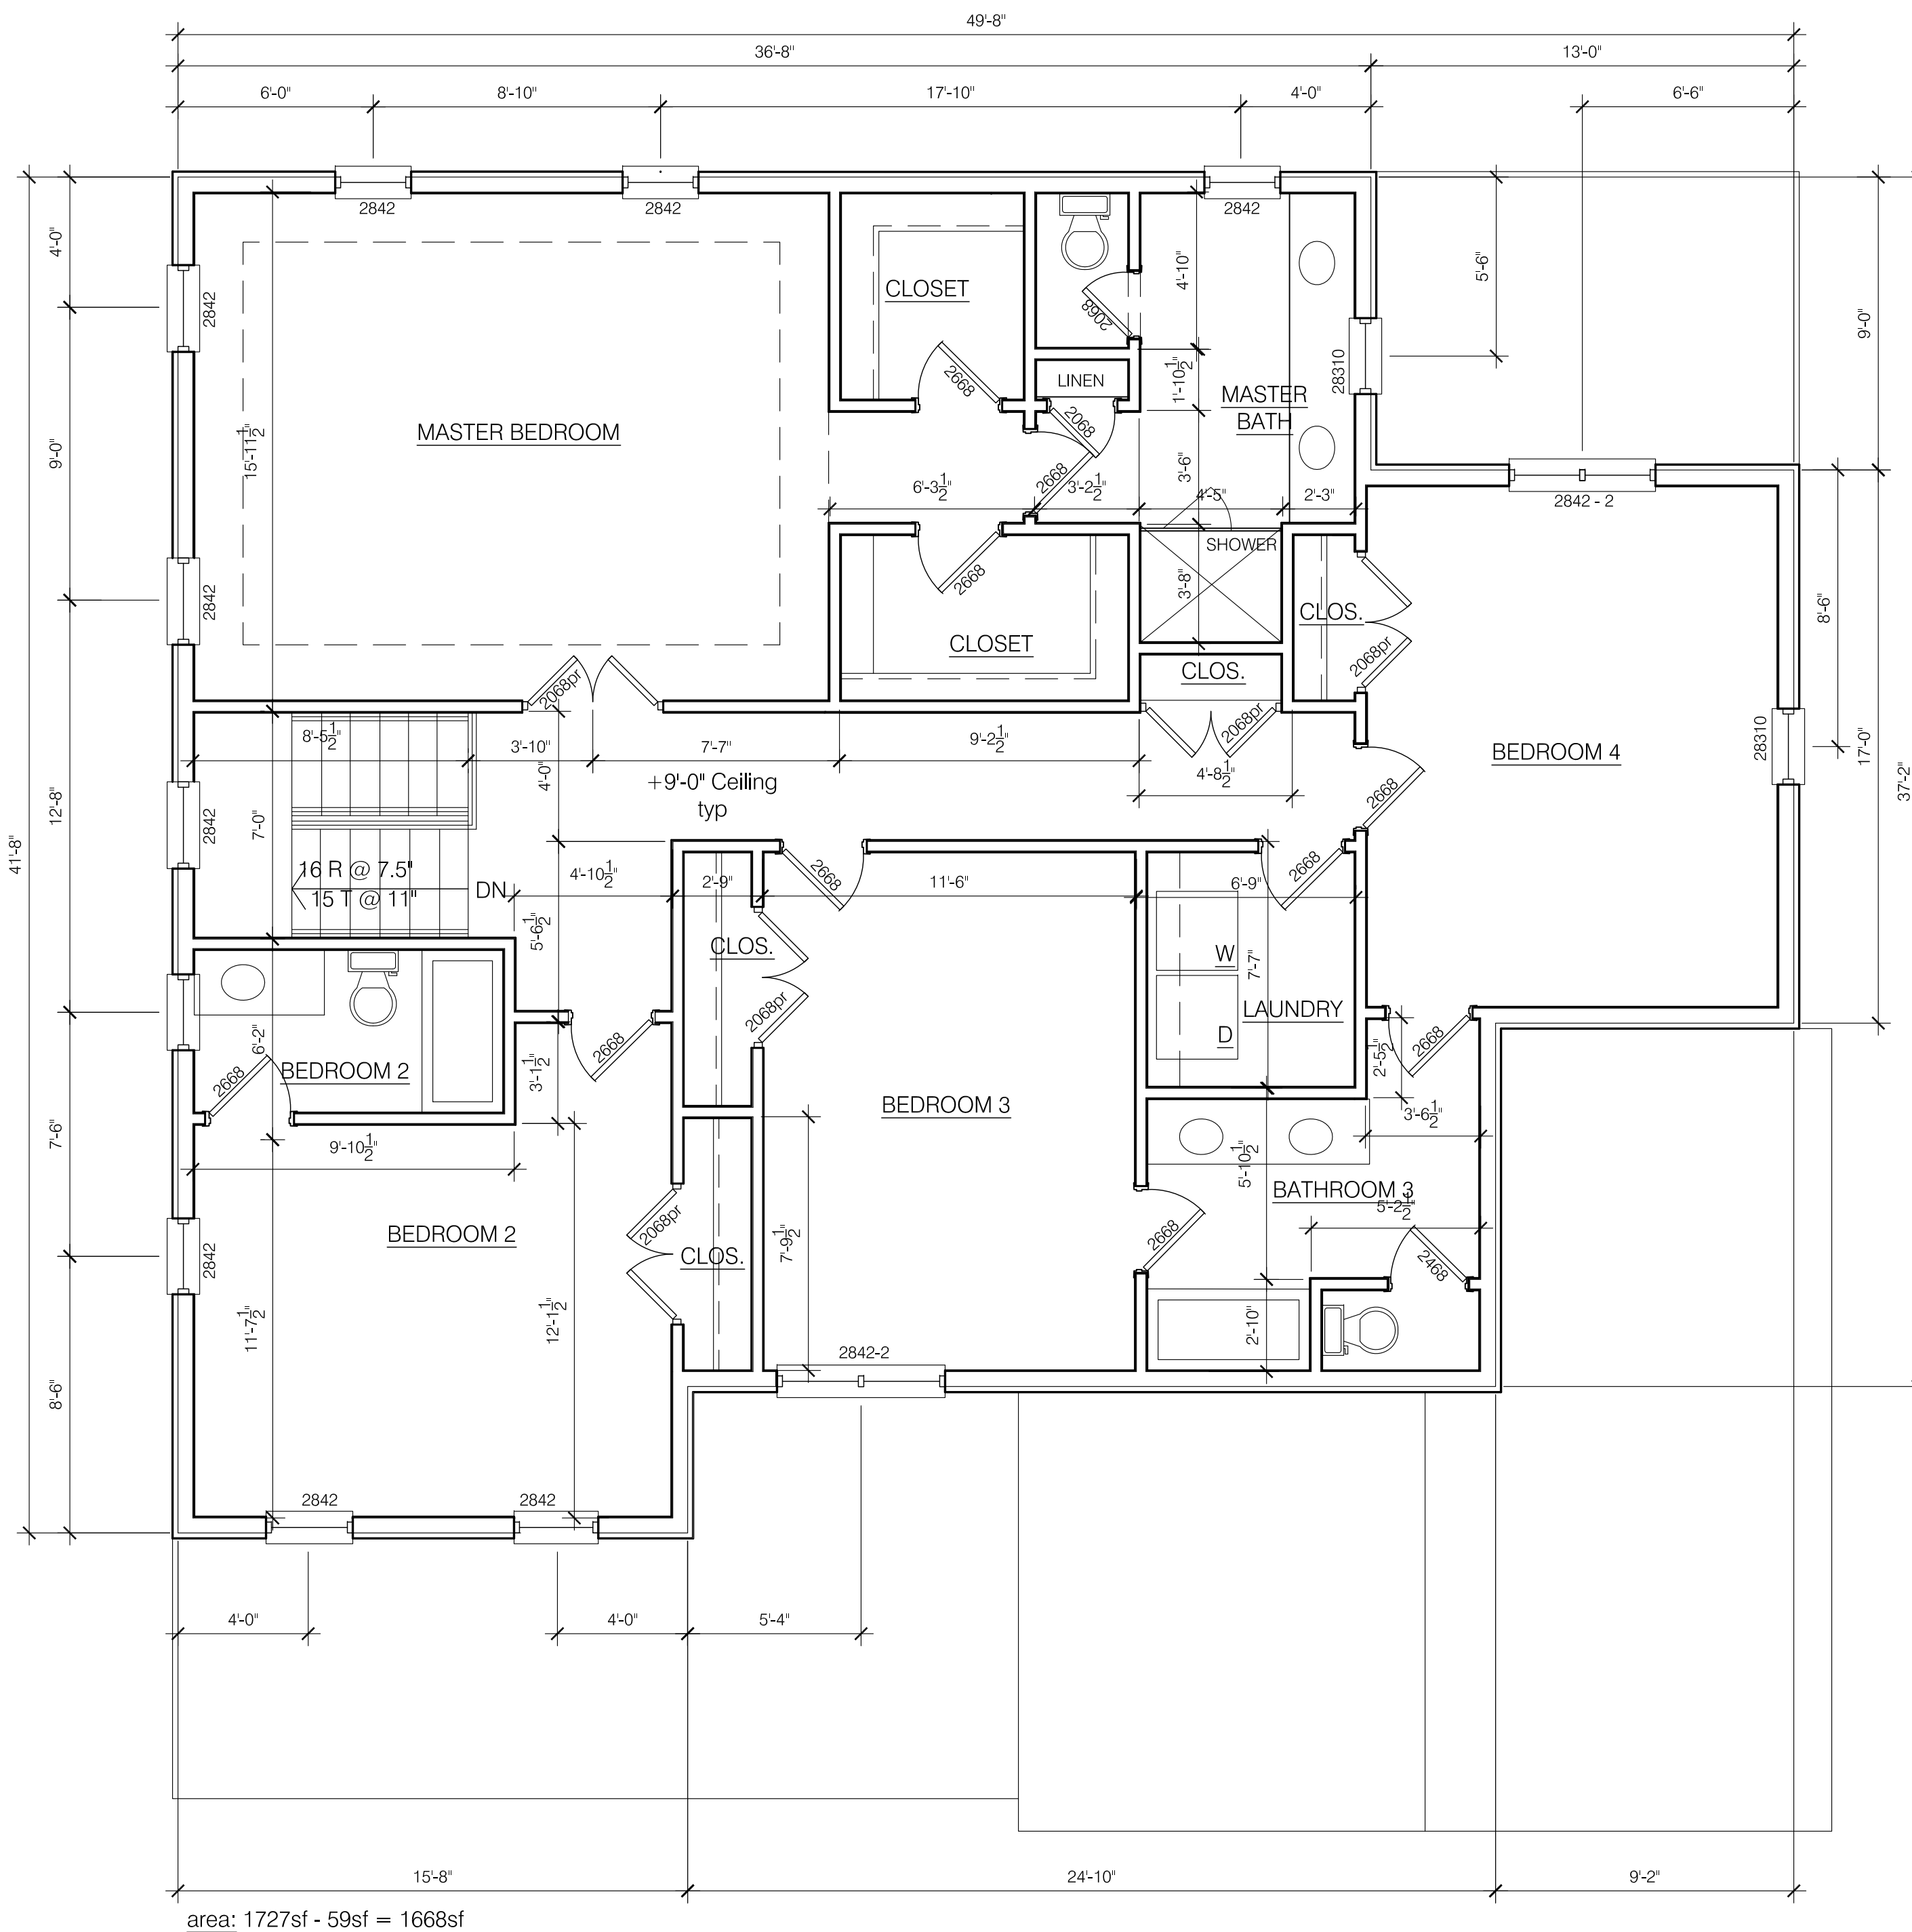 49'-8"
36'-8"
13'-0"
6'-0"
8'-10"
17'-10"
4'-0"
6'-6"
2842
2842
2842
4'-0"
2842
CLOSET
2068
4'-10"
5'-6"
9'-0"
28310
LINEN
1'-10 1/2"
2668
MASTER
BATH
MASTER BEDROOM
15'-11 1/2"
9'-0"
2068
2668
3'-6"
6'-3 1/2"
3'-2 1/2"
4'-5"
2'-3"
2842 - 2
SHOWER
2668
3'-8"
2842
CLOS.
8'-6"
CLOSET
CLOS.
2068pr
2068pr
2068pr
8'-5 1/2"
3'-10"
7'-7"
9'-2 1/2"
4'-0"
4'-8 1/2"
BEDROOM 4
28310
17'-0"
37'-2"
+9'-0" Ceiling
typ
2668
12'-8"
7'-0"
2842
41'-8"
16 R @ 7.5"
15 T @ 11"
DN
4'-10 1/2"
2'-9"
2668
11'-6"
6'-9"
2668
5'-6 1/2"
CLOS.
W
7'-7"
2068pr
LAUNDRY
D
6'-2"
2668
BEDROOM 2
2668
3'-1 1/2"
2'-5 1/2"
2668
BEDROOM 3
3'-6 1/2"
7'-6"
9'-10 1/2"
5'-10 1/2"
BATHROOM 3
5'-2 1/2"
BEDROOM 2
2068pr
7'-9 1/2"
2668
CLOS.
2842
2468
11'-7 1/2"
12'-1 1/2"
2'-10"
2842-2
8'-6"
2842
2842
4'-0"
4'-0"
5'-4"
15'-8"
24'-10"
9'-2"
area: 1727sf - 59sf = 1668sf